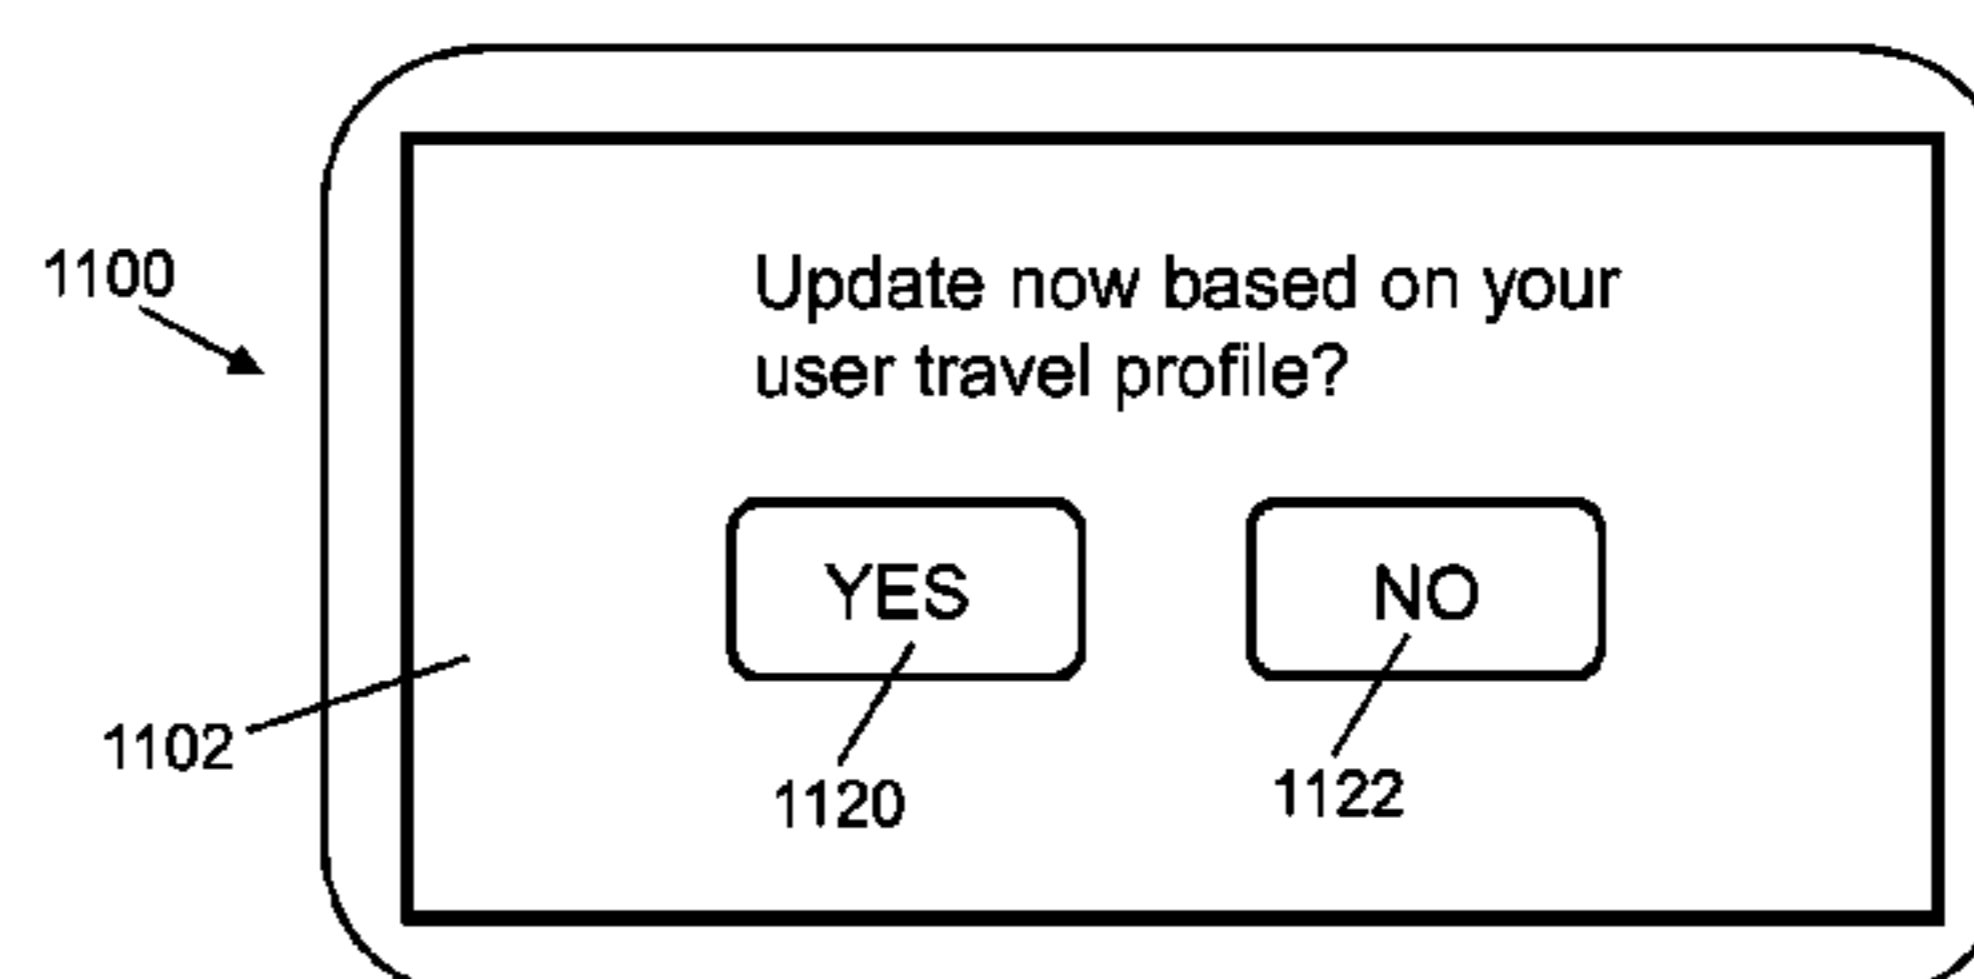 1100
Update now based on your
user travel profile?
YES
NO
1102
1120
1122